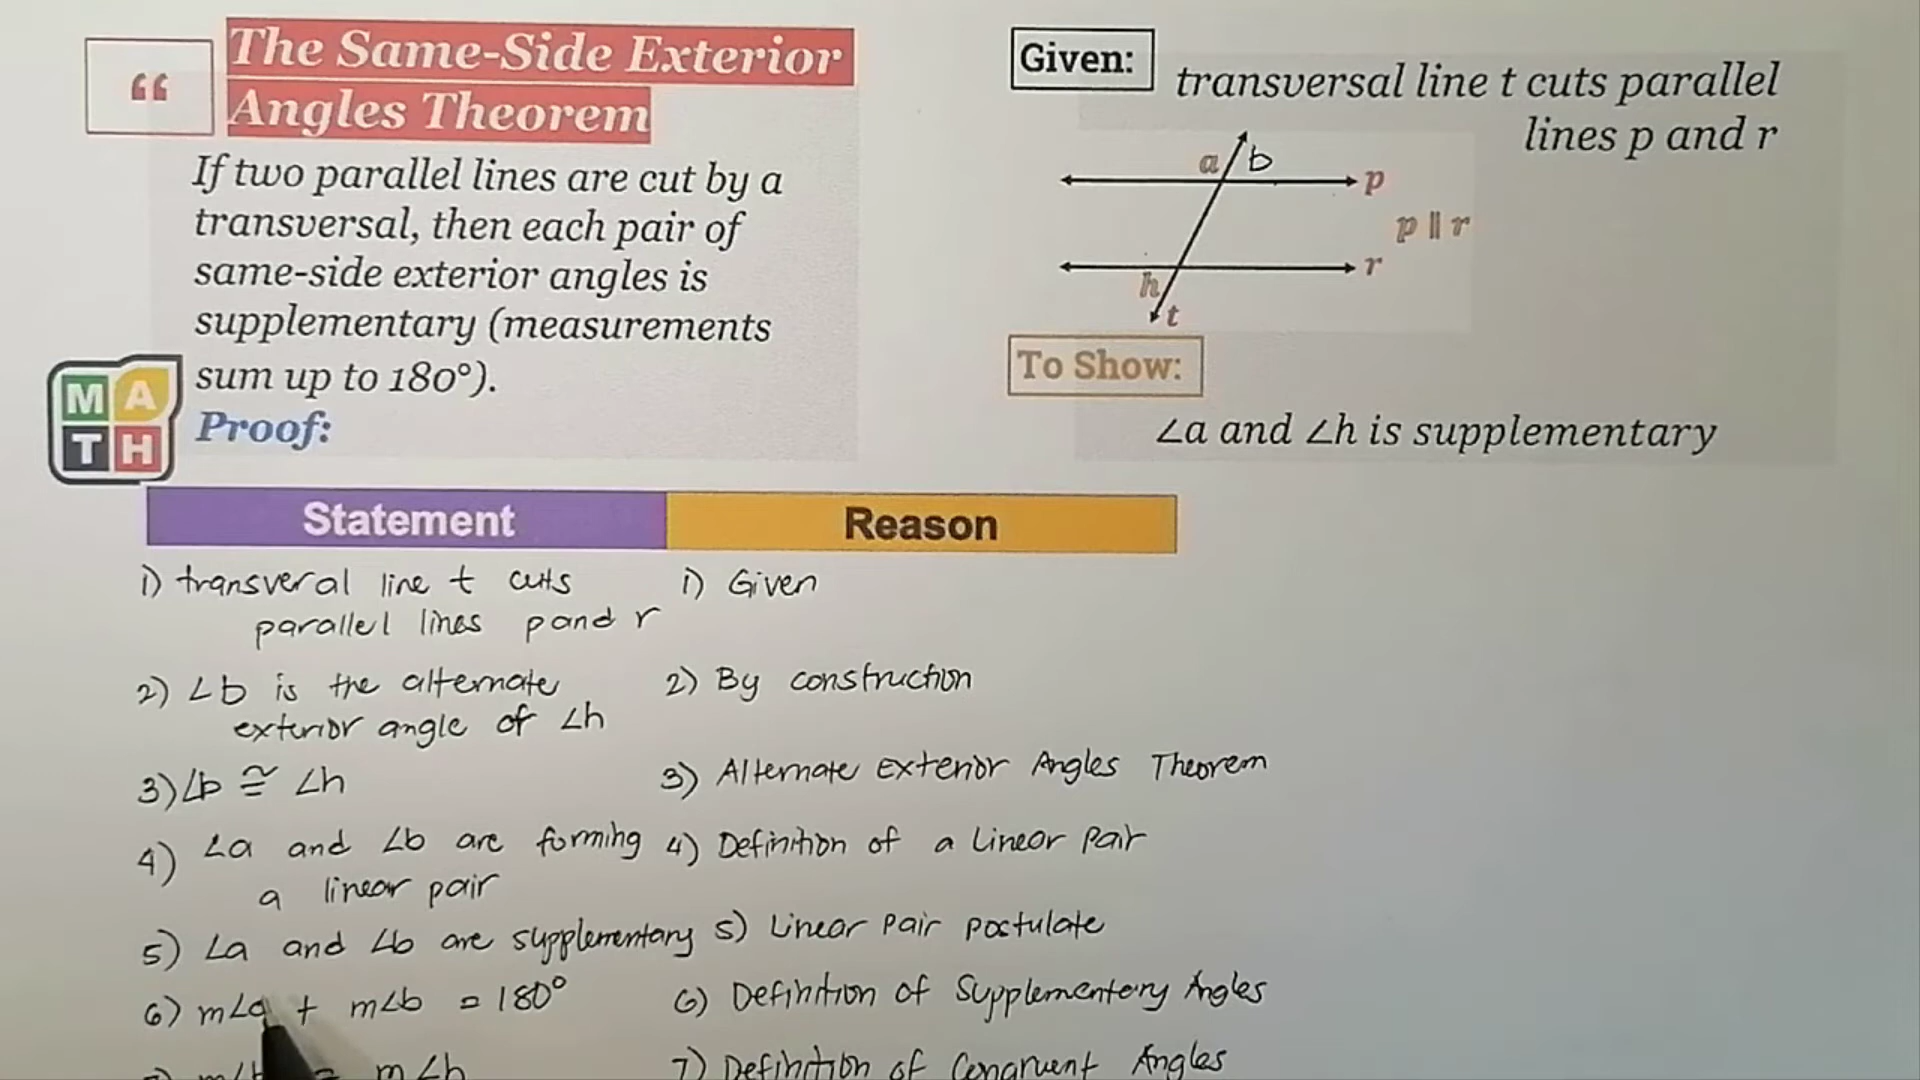 “
The Same-Side Exterior
Angles Theorem
If two parallel lines are cut by a
transversal, then each pair of
same-side exterior angles is
supplementary (measurements
sum up to 180°).
MATH
Proof:
Given:
transversal line t cuts parallel
lines p and r
a b
p
p ∥ r
r
h
t
To Show:
∠a and ∠h is supplementary
Statement Reason
1) transveral line t cuts 1) Given
parallel lines p and r
2) ∠b is the alternate 2) By construction
exterior angle of ∠h
3) ∠b ≅ ∠h 3) Alternate Exterior Angles Theorem
4) ∠a and ∠b are forming 4) Definition of a Linear Pair
a linear pair
5) ∠a and ∠b are supplementary 5) Linear Pair Postulate
6) m∠a + m∠b = 180° 6) Definition of Supplementary Angles
= m∠h 7) Definition of Congruent Angles